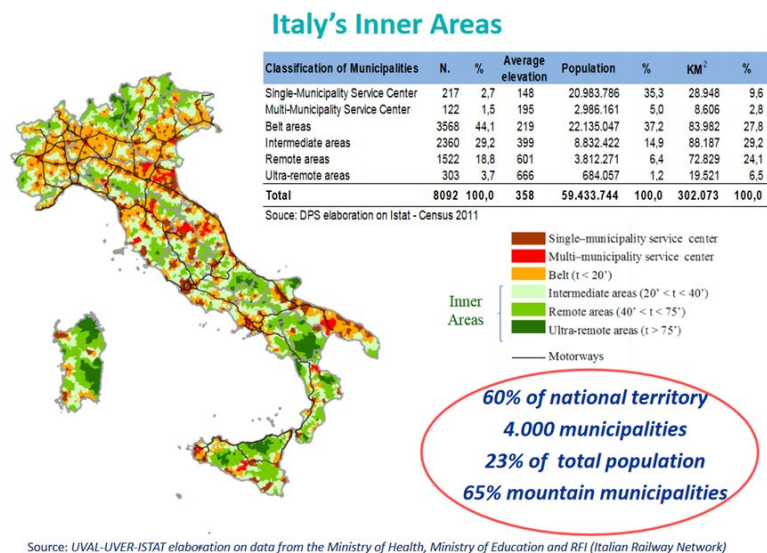 Italy's Inner Areas
Classification of Municipalities N. % Average elevation Population % KM² %
Single-Municipality Service Center 217 2,7 148 20.983.786 35,3 28.948 9,6
Multi-Municipality Service Center 122 1,5 195 2.986.161 5,0 8.606 2,8
Belt areas 3568 44,1 219 22.135.047 37,2 83.982 27,8
Intermediate areas 2360 29,2 399 8.832.422 14,9 88.187 29,2
Remote areas 1522 18,8 601 3.812.271 6,4 72.829 24,1
Ultra-remote areas 303 3,7 666 684.057 1,2 19.521 6,5
Total 8092 100,0 358 59.433.744 100,0 302.073 100,0
Souce: DPS elaboration on Istat - Census 2011
Single–municipality service center
Multi–municipality service center
Belt (t < 20')
Inner Areas
Intermediate areas (20' < t < 40')
Remote areas (40' < t < 75')
Ultra-remote areas (t > 75')
Motorways
60% of national territory
4.000 municipalities
23% of total population
65% mountain municipalities
Source: UVAL-UVER-ISTAT elaboration on data from the Ministry of Health, Ministry of Education and RFI (Italian Railway Network)